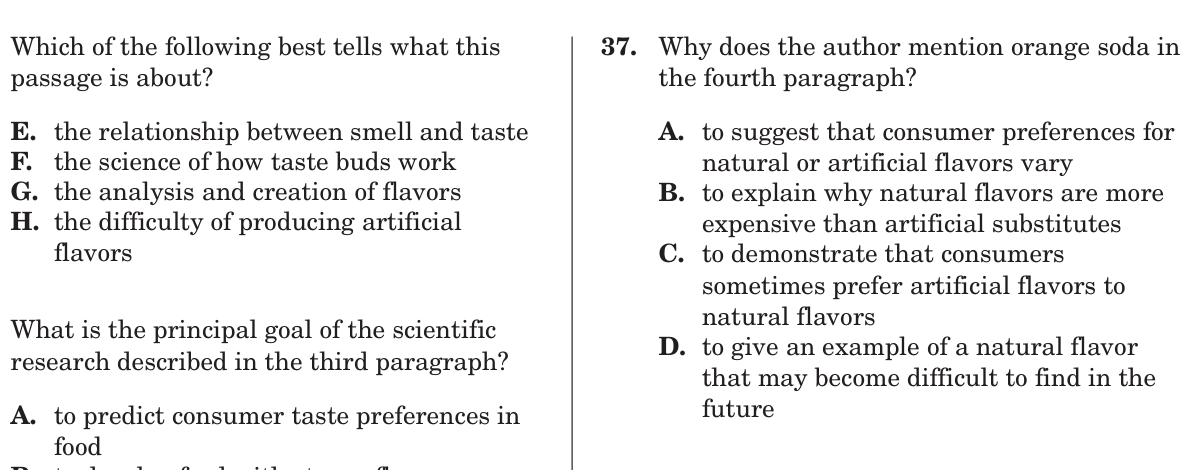 Which of the following best tells what this
passage is about?
E. the relationship between smell and taste
F. the science of how taste buds work
G. the analysis and creation of flavors
H. the difficulty of producing artificial
flavors
What is the principal goal of the scientific
research described in the third paragraph?
A. to predict consumer taste preferences in
food
37. Why does the author mention orange soda in
the fourth paragraph?
A. to suggest that consumer preferences for
natural or artificial flavors vary
B. to explain why natural flavors are more
expensive than artificial substitutes
C. to demonstrate that consumers
sometimes prefer artificial flavors to
natural flavors
D. to give an example of a natural flavor
that may become difficult to find in the
future